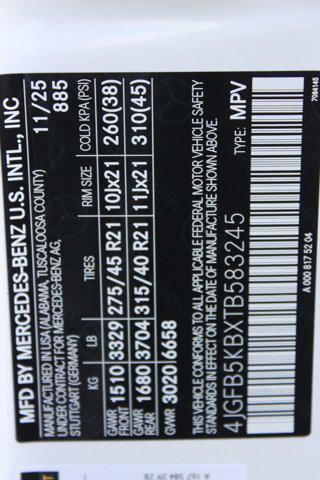 MFD BY MERCEDES-BENZ U.S. INTL., INC
MANUFACTURED IN USA (ALABAMA, TUSCALOOSA COUNTY) 11/25
UNDER CONTRACT FOR MERCEDES-BENZ AG, 885
STUTTGART (GERMANY)
KG LB TIRES RIM SIZE COLD KPA (PSI)
GAWR FRONT 1510 3329 275/45 R21 10Jx21 260(38)
GAWR REAR 1680 3704 315/40 R21 11Jx21 310(45)
GVWR 3020 6658
THIS VEHICLE CONFORMS TO ALL APPLICABLE FEDERAL MOTOR VEHICLE SAFETY
STANDARDS IN EFFECT ON THE DATE OF MANUFACTURE SHOWN ABOVE.
4JGFB5KBXTB583245 TYPE: MPV
A 000 817 52 04
7084145
A 167 584 39 28